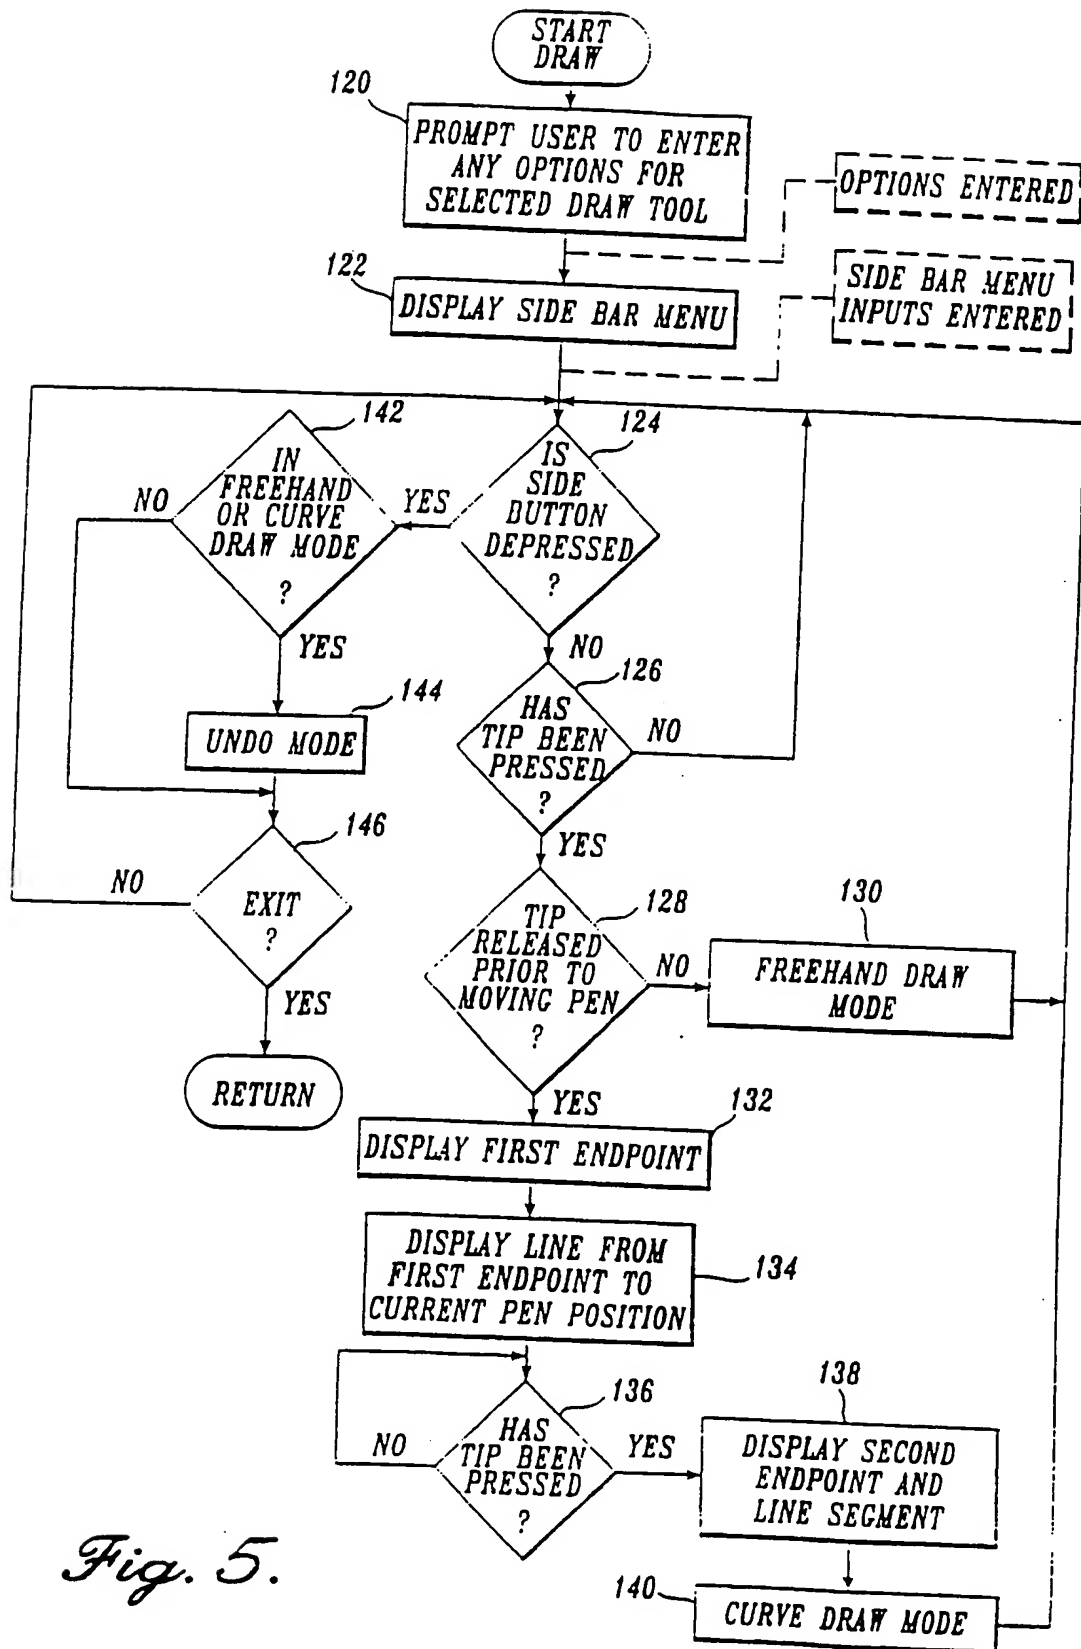 START
DRAW
120
PROMPT USER TO ENTER
ANY OPTIONS FOR
SELECTED DRAW TOOL
OPTIONS ENTERED
122
DISPLAY SIDE BAR MENU
SIDE BAR MENU
INPUTS ENTERED
142
IN
FREEHAND
OR CURVE
DRAW MODE
?
NO
YES
124
IS
SIDE
BUTTON
DEPRESSED
?
YES
NO
144
UNDO MODE
126
HAS
TIP BEEN
PRESSED
?
NO
YES
146
EXIT
?
NO
YES
RETURN
128
TIP
RELEASED
PRIOR TO
MOVING PEN
?
NO
130
FREEHAND DRAW
MODE
YES
132
DISPLAY FIRST ENDPOINT
DISPLAY LINE FROM
FIRST ENDPOINT TO
CURRENT PEN POSITION
134
136
HAS
TIP BEEN
PRESSED
?
NO
YES
138
DISPLAY SECOND
ENDPOINT AND
LINE SEGMENT
140
CURVE DRAW MODE
Fig. 5.